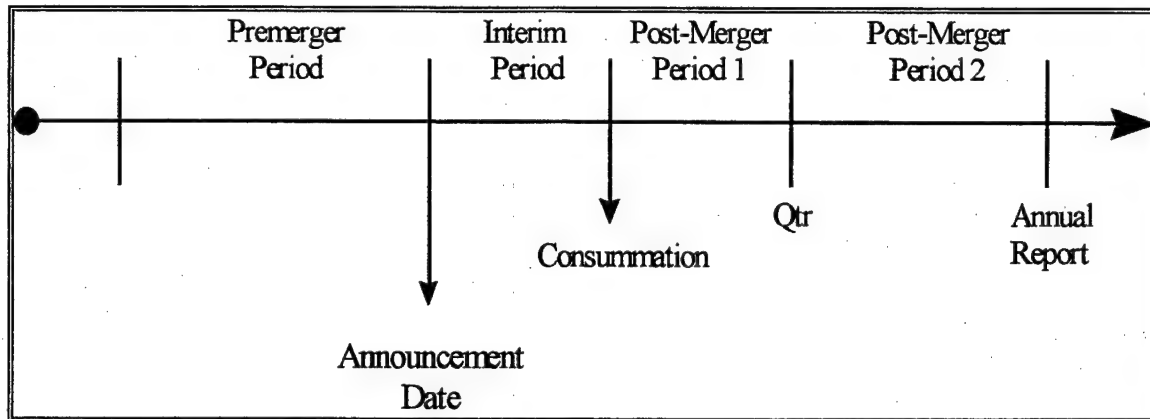 Premerger
Period
Interim
Period
Post-Merger
Period 1
Post-Merger
Period 2
Qtr
Annual
Report
Consummation
Announcement
Date